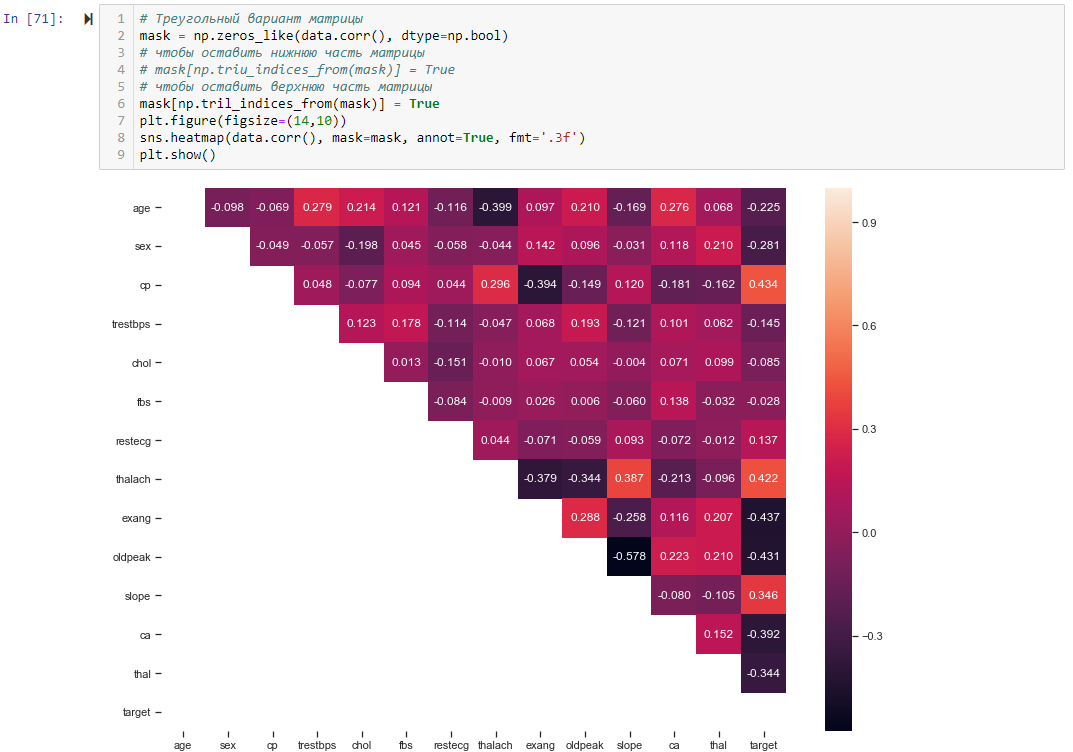 In [71]:
1 # Треугольный вариант матрицы
2 mask = np.zeros_like(data.corr(), dtype=np.bool)
3 # чтобы оставить нижнюю часть матрицы
4 # mask[np.triu_indices_from(mask)] = True
5 # чтобы оставить верхнюю часть матрицы
6 mask[np.tril_indices_from(mask)] = True
7 plt.figure(figsize=(14,10))
8 sns.heatmap(data.corr(), mask=mask, annot=True, fmt='.3f')
9 plt.show()
age -0.098 -0.069 0.279 0.214 0.121 -0.116 -0.399 0.097 0.210 -0.169 0.276 0.068 -0.225
sex -0.049 -0.057 -0.198 0.045 -0.058 -0.044 0.142 0.096 -0.031 0.118 0.210 -0.281
cp 0.048 -0.077 0.094 0.044 0.296 -0.394 -0.149 0.120 -0.181 -0.162 0.434
trestbps 0.123 0.178 -0.114 -0.047 0.068 0.193 -0.121 0.101 0.062 -0.145
chol 0.013 -0.151 -0.010 0.067 0.054 -0.004 0.071 0.099 -0.085
fbs -0.084 -0.009 0.026 0.006 -0.060 0.138 -0.032 -0.028
restecg 0.044 -0.071 -0.059 0.093 -0.072 -0.012 0.137
thalach -0.379 -0.344 0.387 -0.213 -0.096 0.422
exang 0.288 -0.258 0.116 0.207 -0.437
oldpeak -0.578 0.223 0.210 -0.431
slope -0.080 -0.105 0.346
ca 0.152 -0.392
thal -0.344
target
age sex cp trestbps chol fbs restecg thalach exang oldpeak slope ca thal target
0.9
0.6
0.3
0.0
−0.3